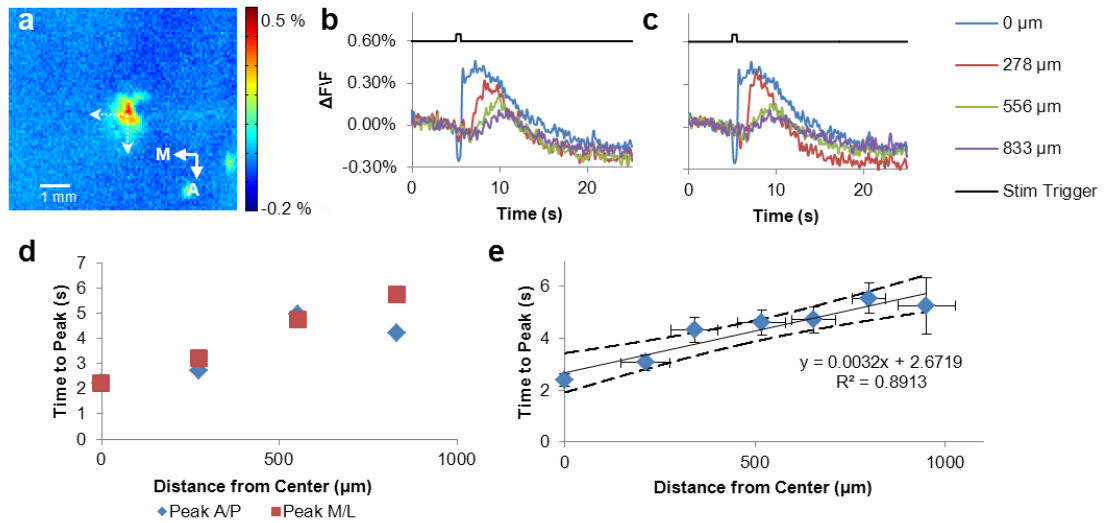 a
0.5 %
-0.2 %
M
A
1 mm
b
0.60%
0.30%
0.00%
-0.30%
ΔF\F
0
10
20
Time (s)
c
0
10
20
Time (s)
0 µm
278 µm
556 µm
833 µm
Stim Trigger
d
7
6
5
4
3
2
1
0
Time to Peak (s)
0
500
1000
Distance from Center (µm)
Peak A/P
Peak M/L
e
6
4
2
0
Time to Peak (s)
y = 0.0032x + 2.6719
R² = 0.8913
0
500
1000
Distance from Center (µm)